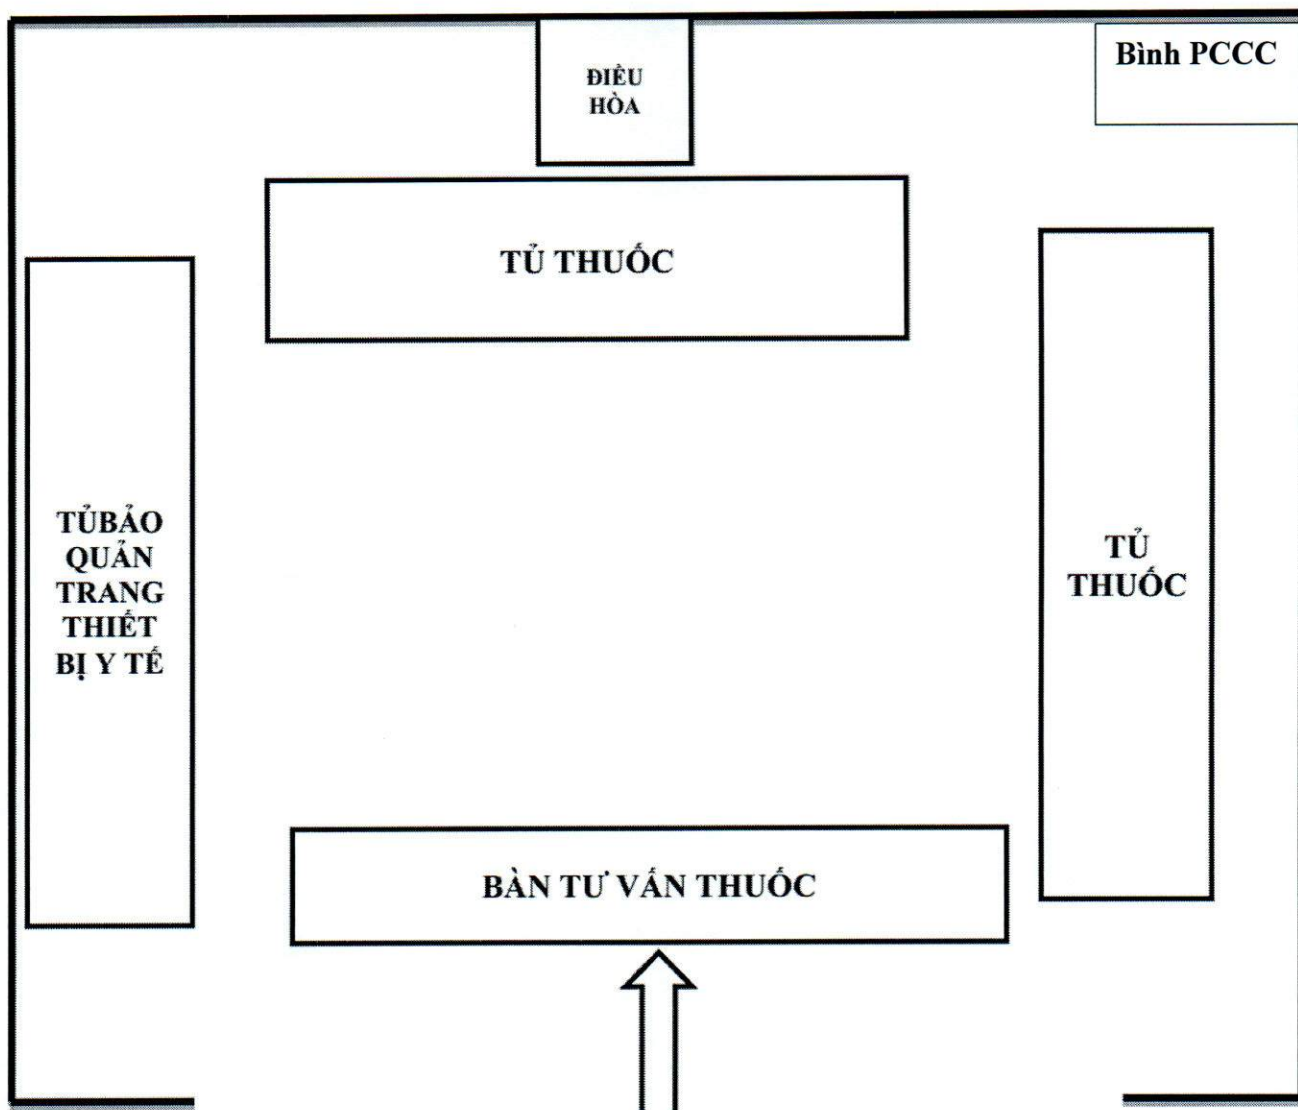 ĐIỀU
HÒA
Bình PCCC
TỦ THUỐC
TỦBẢO
QUẢN
TRANG
THIẾT
BỊ Y TẾ
TỦ
THUỐC
BÀN TƯ VẤN THUỐC